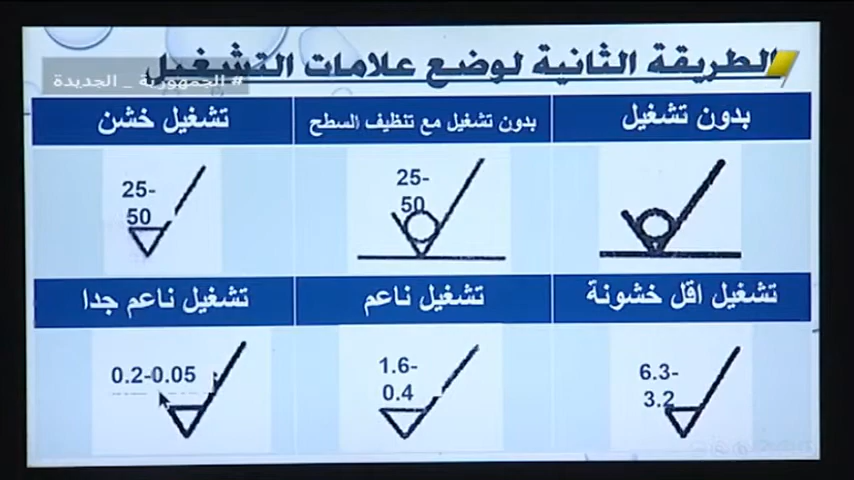 الطريقة الثانية لوضع علامات التشغيل
# الجمهورية _ الجديدة
بدون تشغيل
بدون تشغيل مع تنظيف السطح
تشغيل خشن
25-
50
25-
50
تشغيل اقل خشونة
تشغيل ناعم
تشغيل ناعم جدا
6.3-
3.2
1.6-
0.4
0.2-0.05